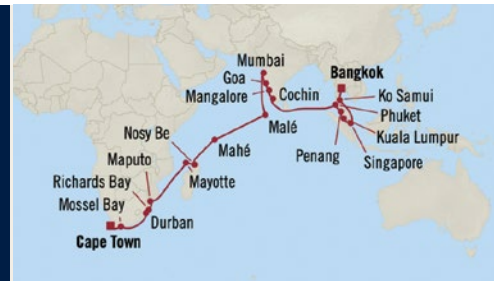 Mumbai
Goa
Bangkok
Mangalore
Cochin
Ko Samui
Phuket
Nosy Be
Malé
Kuala Lumpur
Maputo
Mahé
Penang
Singapore
Richards Bay
Mayotte
Mossel Bay
Durban
Cape Town